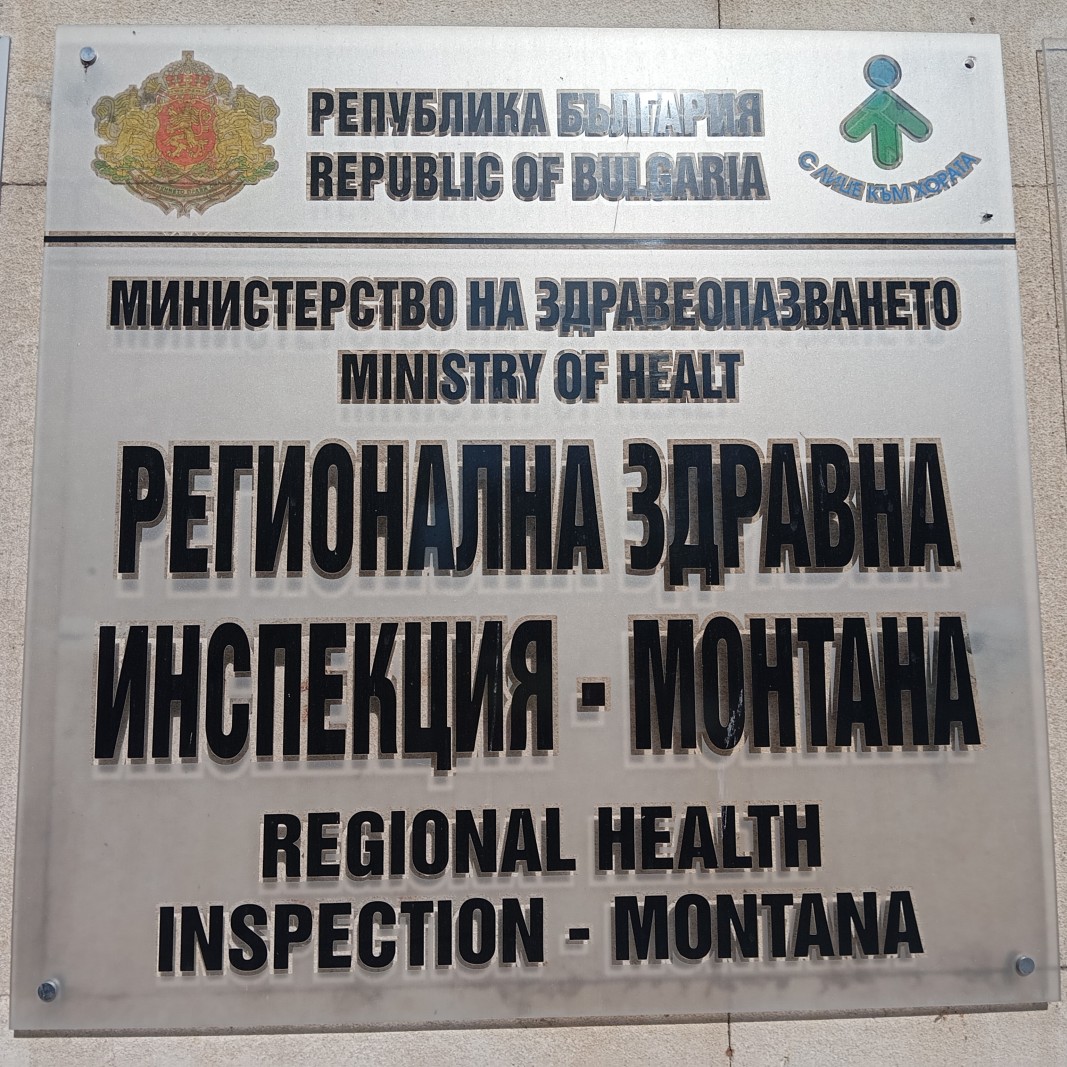 РЕПУБЛИКА БЪЛГАРИЯ
REPUBLIC OF BULGARIA
С ЛИЦЕ КЪМ ХОРАТА
МИНИСТЕРСТВО НА ЗДРАВЕОПАЗВАНЕТО
MINISTRY OF HEALT
РЕГИОНАЛНА ЗДРАВНА
ИНСПЕКЦИЯ - МОНТАНА
REGIONAL HEALTH
INSPECTION - MONTANA